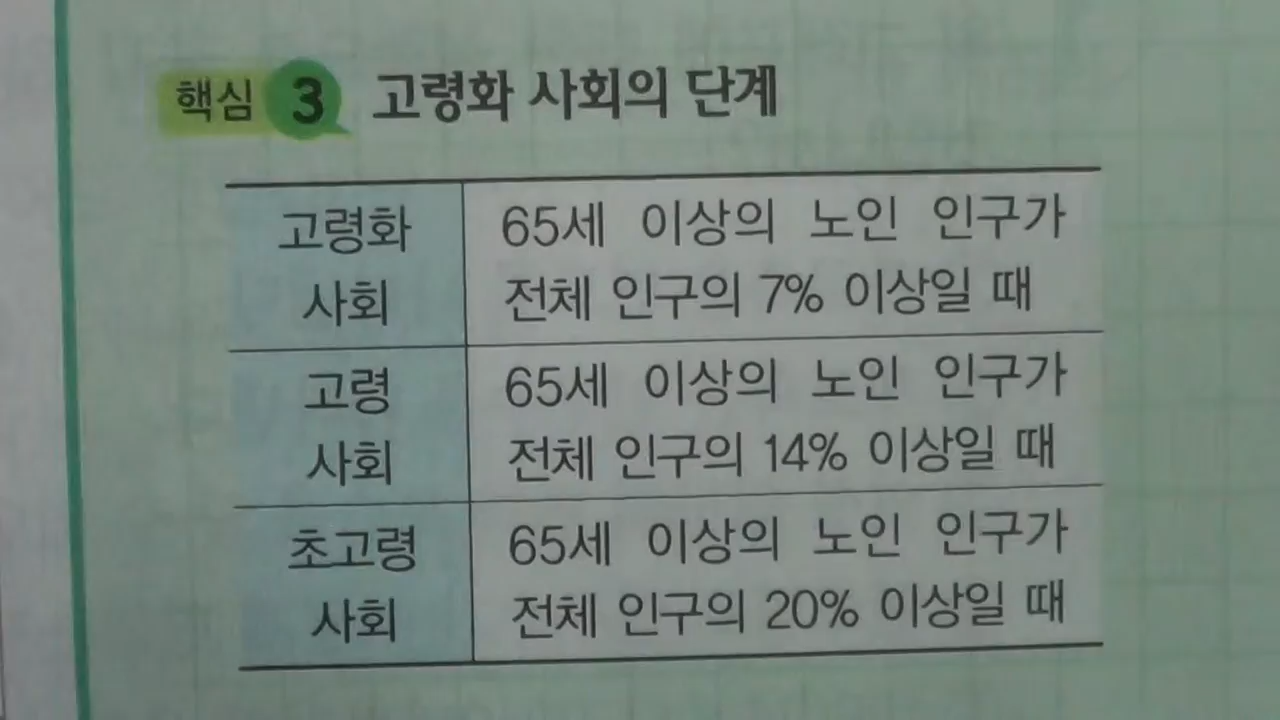 핵심 3 고령화 사회의 단계
고령화 65세 이상의 노인 인구가
사회 전체 인구의 7% 이상일 때
고령 65세 이상의 노인 인구가
사회 전체 인구의 14% 이상일 때
초고령 65세 이상의 노인 인구가
사회 전체 인구의 20% 이상일 때